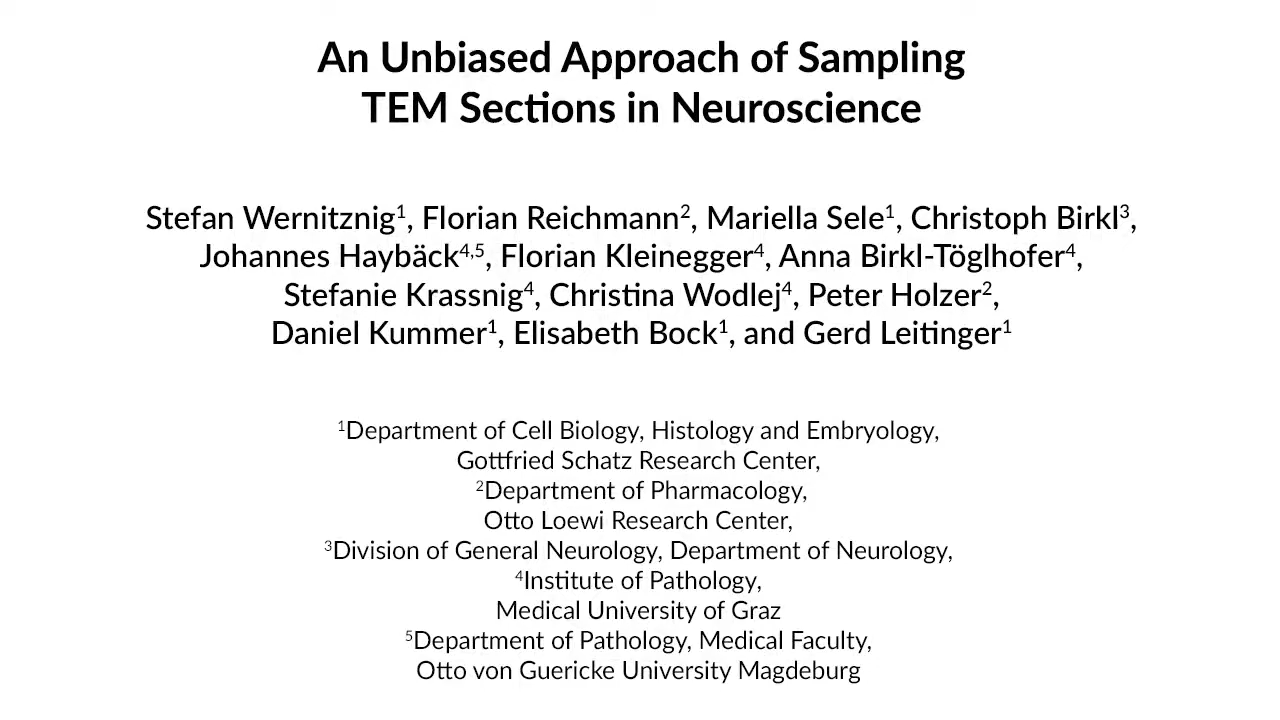 An Unbiased Approach of Sampling
TEM Sections in Neuroscience
Stefan Wernitznig¹, Florian Reichmann², Mariella Sele¹, Christoph Birkl³,
Johannes Haybäck⁴,⁵, Florian Kleinegger⁴, Anna Birkl-Töglhofer⁴,
Stefanie Krassnig⁴, Christina Wodlej⁴, Peter Holzer²,
Daniel Kummer¹, Elisabeth Bock¹, and Gerd Leitinger¹
¹Department of Cell Biology, Histology and Embryology,
Gottfried Schatz Research Center,
²Department of Pharmacology,
Otto Loewi Research Center,
³Division of General Neurology, Department of Neurology,
⁴Institute of Pathology,
Medical University of Graz
⁵Department of Pathology, Medical Faculty,
Otto von Guericke University Magdeburg